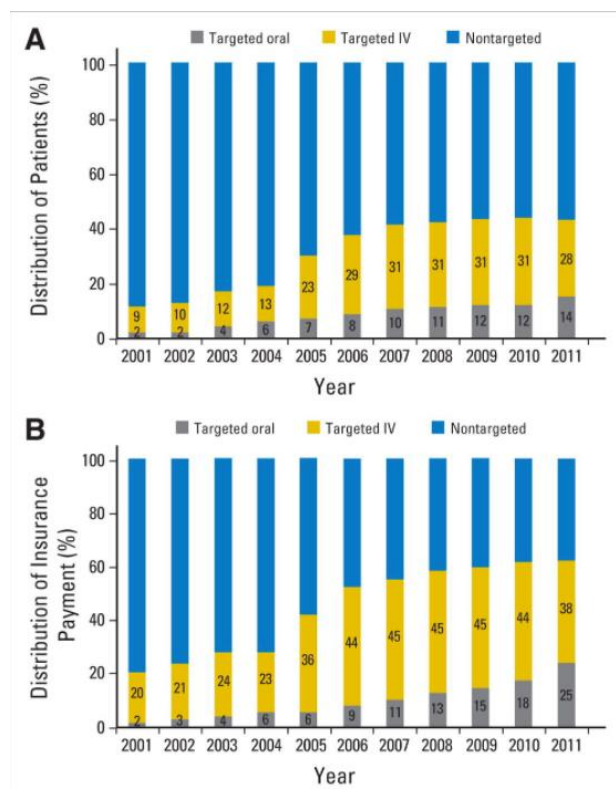 A
Targeted oral Targeted IV Nontargeted
Distribution of Patients (%)
100
80
60
40
20
0
9 10 12 13 23 29 31 31 31 31 28
2 2 4 6 7 8 10 11 12 12 14
2001 2002 2003 2004 2005 2006 2007 2008 2009 2010 2011
Year
B
Targeted oral Targeted IV Nontargeted
Distribution of Insurance
Payment (%)
100
80
60
40
20
0
20 21 24 23 36 44 45 45 45 44 38
2 3 4 6 6 9 11 13 15 18 25
2001 2002 2003 2004 2005 2006 2007 2008 2009 2010 2011
Year